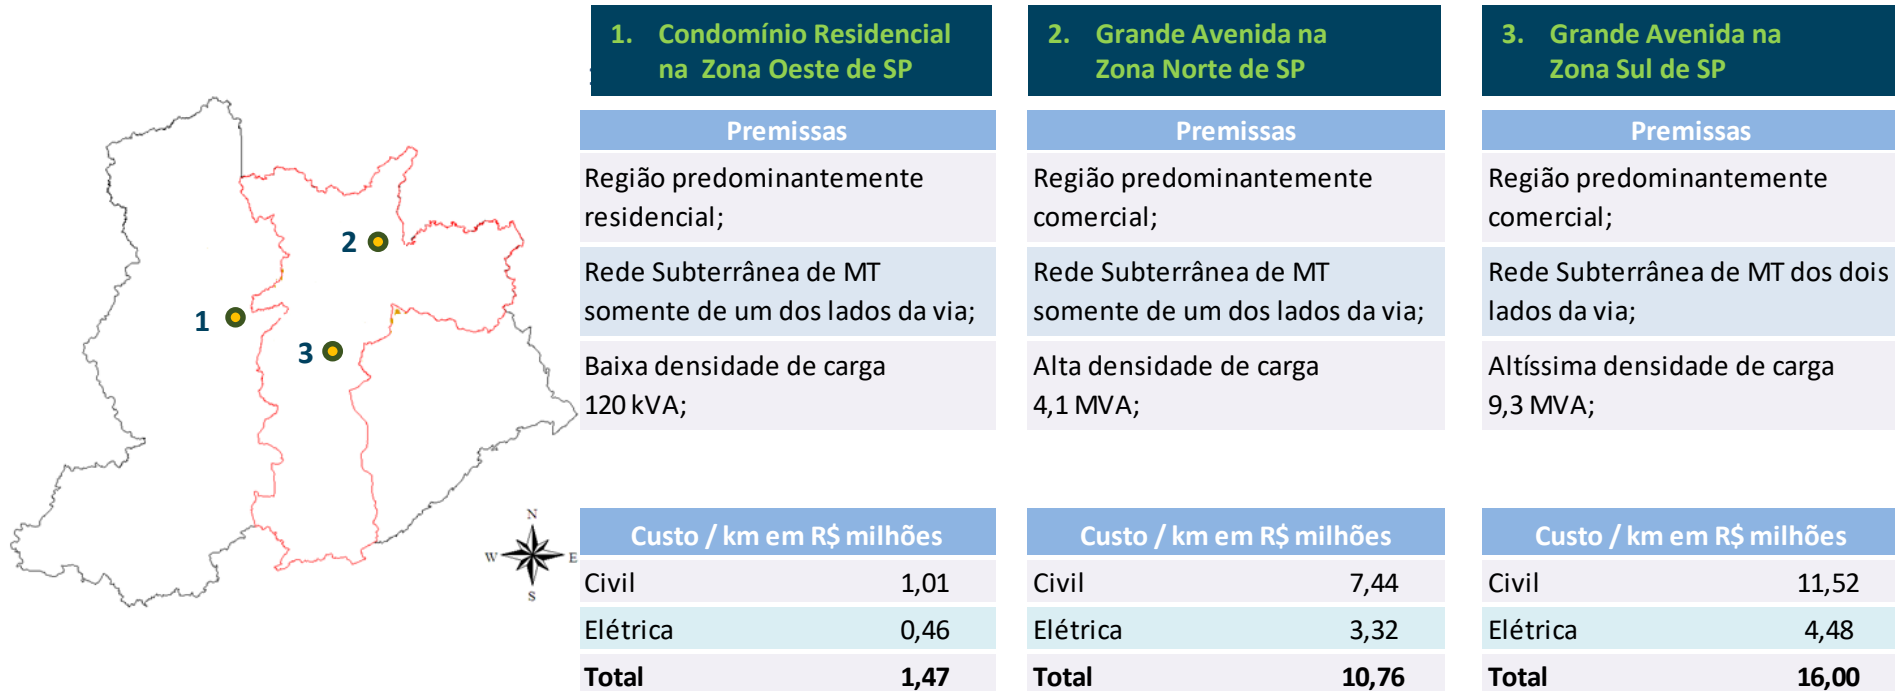 1. Condomínio Residencial
na Zona Oeste de SP
Premissas
Região predominantemente
residencial;
Rede Subterrânea de MT
somente de um dos lados da via;
Baixa densidade de carga
120 kVA;
Custo / km em R$ milhões
Civil 1,01
Elétrica 0,46
Total 1,47
2. Grande Avenida na
Zona Norte de SP
Premissas
Região predominantemente
comercial;
Rede Subterrânea de MT
somente de um dos lados da via;
Alta densidade de carga
4,1 MVA;
Custo / km em R$ milhões
Civil 7,44
Elétrica 3,32
Total 10,76
3. Grande Avenida na
Zona Sul de SP
Premissas
Região predominantemente
comercial;
Rede Subterrânea de MT dos dois
lados da via;
Altíssima densidade de carga
9,3 MVA;
Custo / km em R$ milhões
Civil 11,52
Elétrica 4,48
Total 16,00
2
1
3
N
W E
S